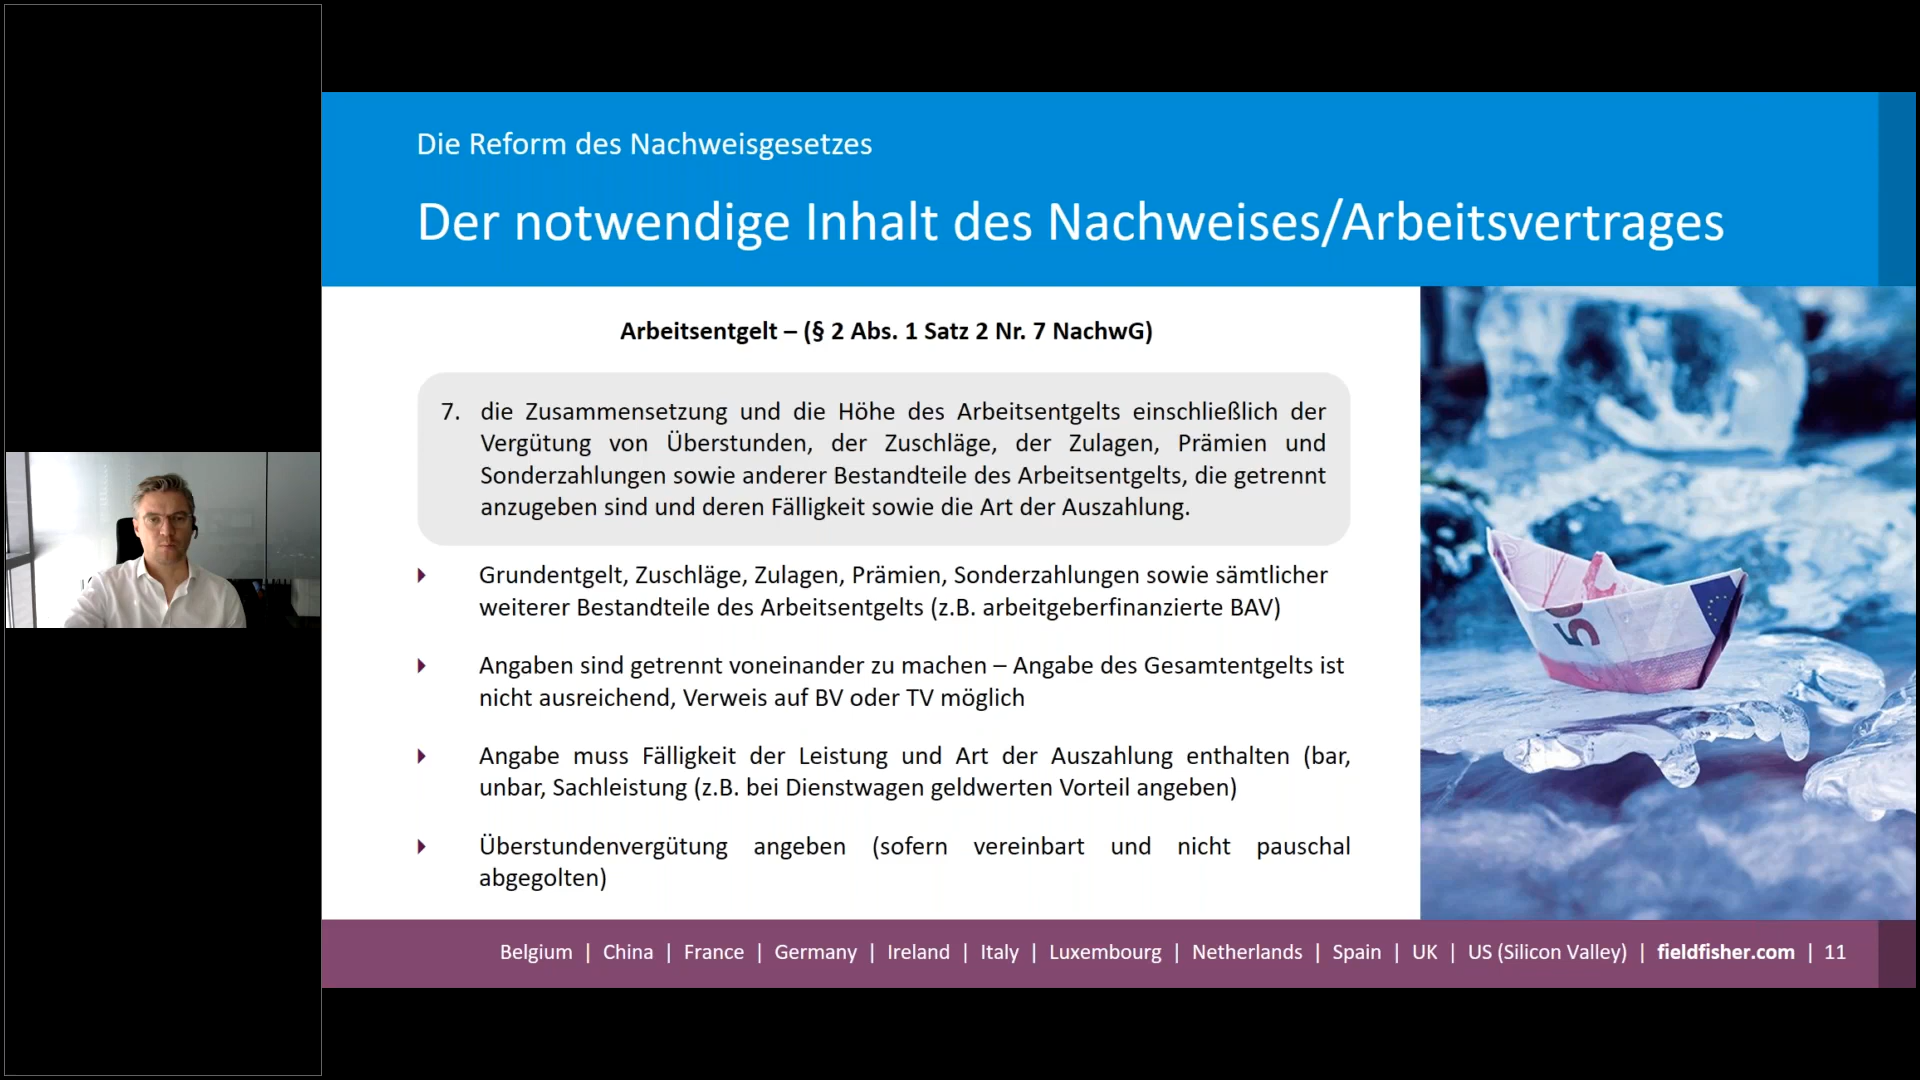 Die Reform des Nachweisgesetzes
Der notwendige Inhalt des Nachweises/Arbeitsvertrages
Arbeitsentgelt – (§ 2 Abs. 1 Satz 2 Nr. 7 NachwG)
7. die Zusammensetzung und die Höhe des Arbeitsentgelts einschließlich der
Vergütung von Überstunden, der Zuschläge, der Zulagen, Prämien und
Sonderzahlungen sowie anderer Bestandteile des Arbeitsentgelts, die getrennt
anzugeben sind und deren Fälligkeit sowie die Art der Auszahlung.
Grundentgelt, Zuschläge, Zulagen, Prämien, Sonderzahlungen sowie sämtlicher
weiterer Bestandteile des Arbeitsentgelts (z.B. arbeitgeberfinanzierte BAV)
Angaben sind getrennt voneinander zu machen – Angabe des Gesamtentgelts ist
nicht ausreichend, Verweis auf BV oder TV möglich
Angabe muss Fälligkeit der Leistung und Art der Auszahlung enthalten (bar,
unbar, Sachleistung (z.B. bei Dienstwagen geldwerten Vorteil angeben)
Überstundenvergütung angeben (sofern vereinbart und nicht pauschal
abgegolten)
5
Belgium | China | France | Germany | Ireland | Italy | Luxembourg | Netherlands | Spain | UK | US (Silicon Valley) | fieldfisher.com | 11